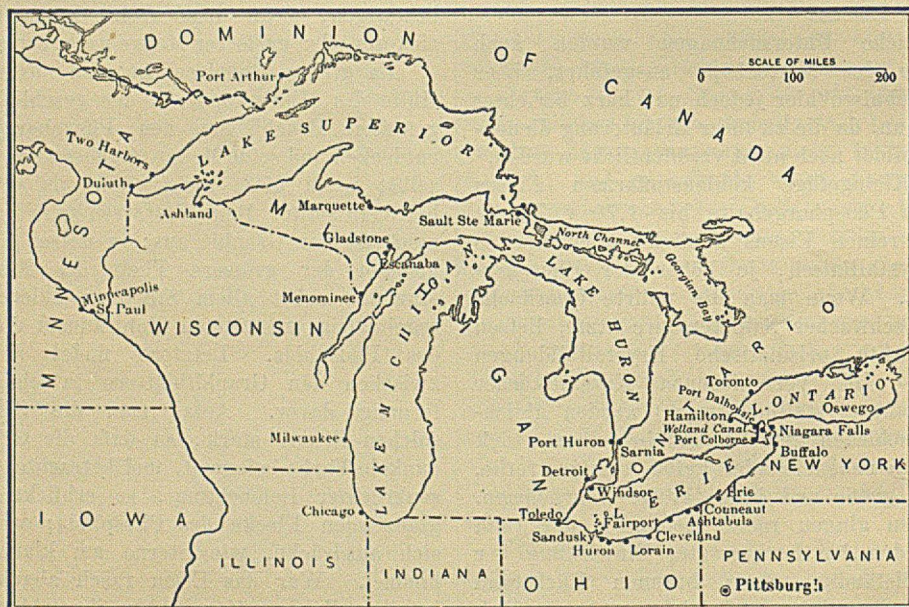 DOMINION OF CANADA
SCALE OF MILES
0 100 200
Port Arthur
LAKE SUPERIOR
Two Harbors
Duluth
Ashland
Marquette
Sault Ste Marie
North Channel
Georgian Bay
MINNESOTA
Gladstone
Escanaba
Menominee
Minneapolis
St. Paul
WISCONSIN
MICHIGAN
LAKE MICHIGAN
LAKE HURON
ONTARIO
Toronto
Port Dalhousie
L. ONTARIO
Hamilton
Oswego
Welland Canal
Niagara Falls
Port Colborne
Buffalo
Milwaukee
Port Huron
Sarnia
NEW YORK
Detroit
Windsor
L. ERIE
Erie
Conneaut
Chicago
Toledo
Fairport
Ashtabula
Sandusky
Cleveland
Huron
Lorain
IOWA
ILLINOIS
INDIANA
OHIO
PENNSYLVANIA
Pittsburgh